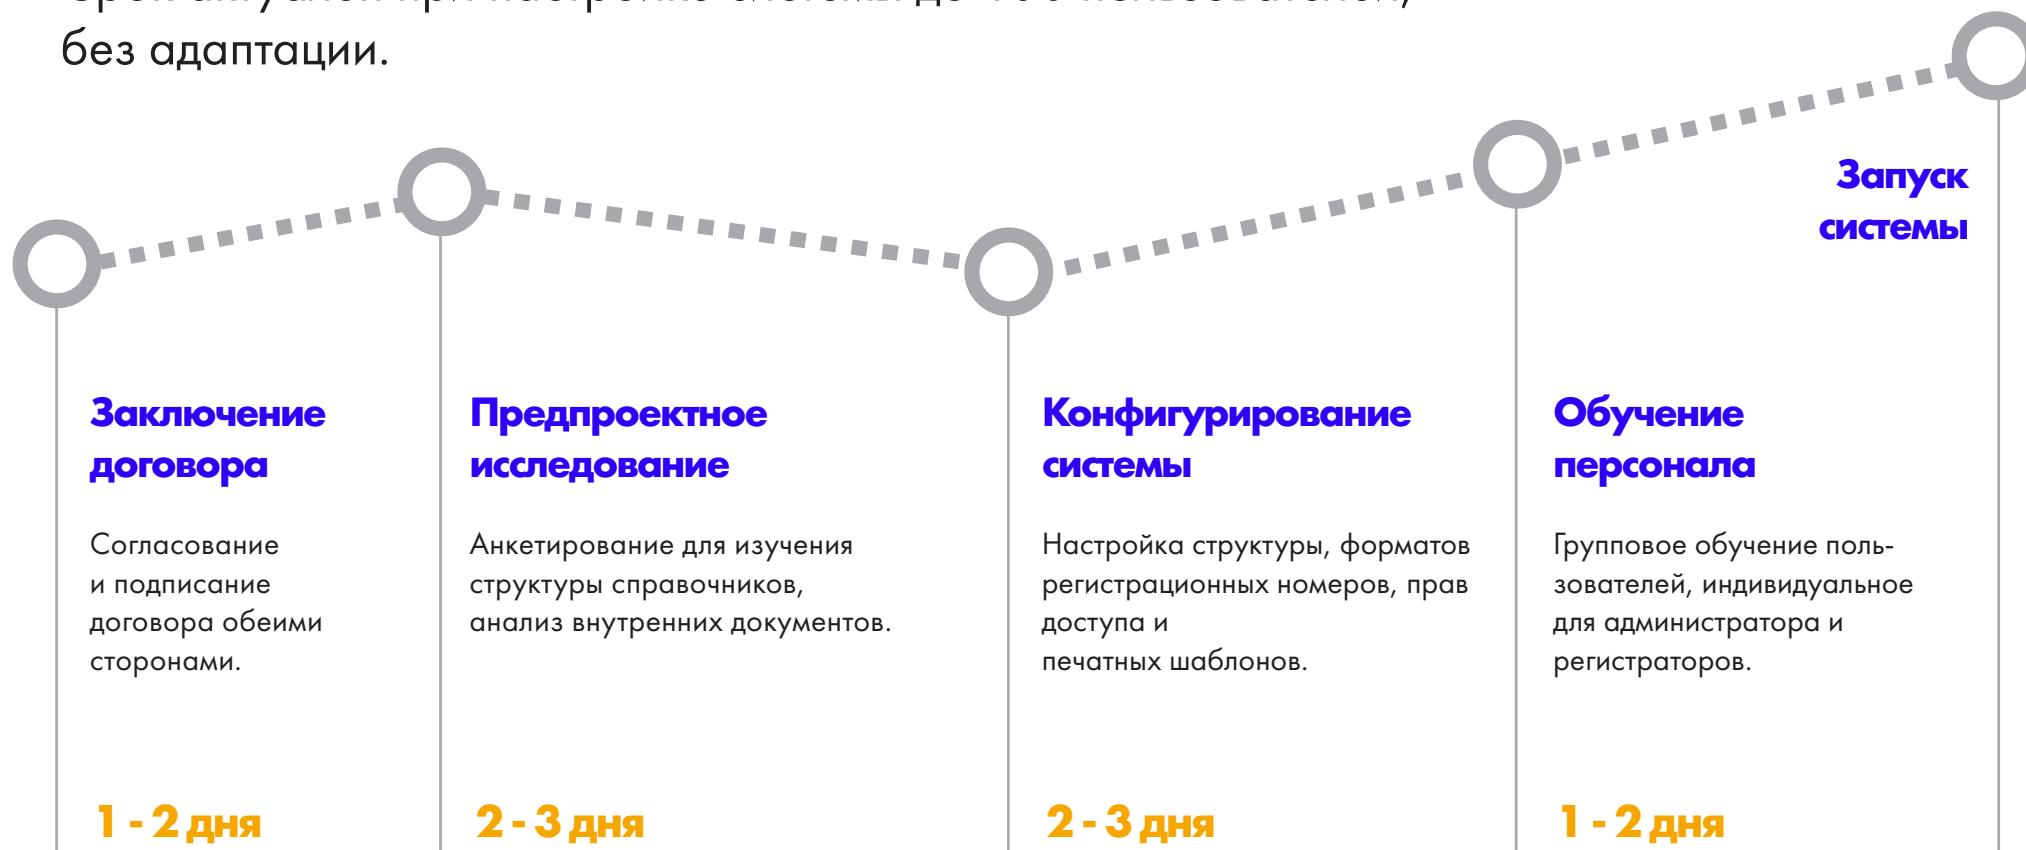 без адаптации.
Запуск
системы
Заключение
договора
Согласование
и подписание
договора обеими
сторонами.
1 - 2 дня
Предпроектное
исследование
Анкетирование для изучения
структуры справочников,
анализ внутренних документов.
2 - 3 дня
Конфигурирование
системы
Настройка структуры, форматов
регистрационных номеров, прав
доступа и
печатных шаблонов.
2 - 3 дня
Обучение
персонала
Групповое обучение поль-
зователей, индивидуальное
для администратора и
регистраторов.
1 - 2 дня